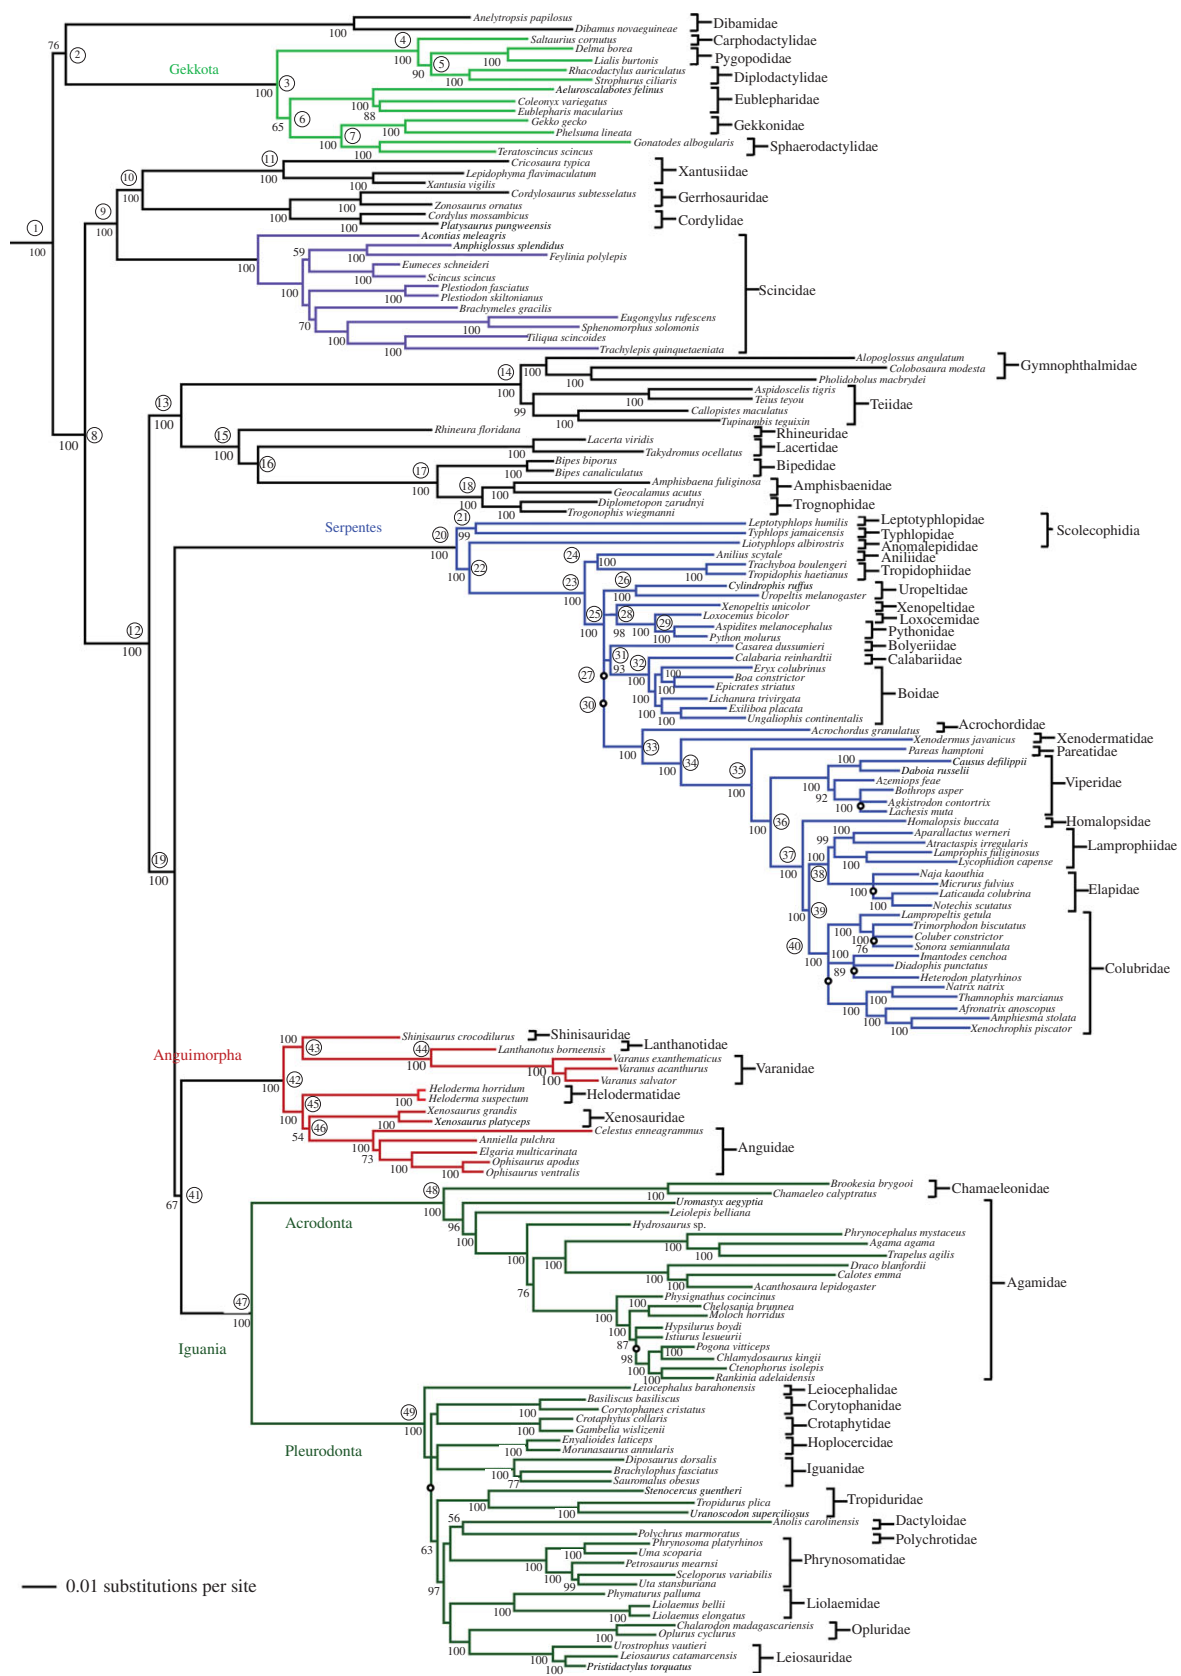 Anelytropsis papilosus
Dibamus novaeguineae
Dibamidae
100
76
2
Gekkota
Saltaurius cornutus
Carphodactylidae
4
100
Delma borea
Lialis burtonis
Pygopodidae
5
100
90
Rhacodactylus auriculatus
Strophurus ciliaris
Diplodactylidae
100
3
100
Aeluroscalabotes felinus
Coleonyx variegatus
Eublepharis macularius
Eublepharidae
88
6
65
Gekko gecko
Phelsuma lineata
Gekkonidae
100
7
100
Gonatodes albogularis
Teratoscincus scincus
Sphaerodactylidae
100
11
100
Cricosaura typica
Lepidophyma flavimaculatum
Xantusia vigilis
Xantusiidae
100
10
100
Cordylosaurus subtesselatus
Zonosaurus ornatus
Gerrhosauridae
100
Cordylus mossambicus
Platysaurus pungweensis
Cordylidae
100
100
9
100
1
100
Acontias meleagris
Amphiglossus splendidus
Feylinia polylepis
59
100
Eumeces schneideri
Scincus scincus
100
Plestiodon fasciatus
Plestiodon skiltonianus
100
Scincidae
100
100
Brachymeles gracilis
70
Eugongylus rufescens
Sphenomorphus solomonis
100
100
Tiliqua scincoides
Trachylepis quinquetaeniata
100
Alopoglossus angulatum
Colobosaura modesta
Pholidobolus macbrydei
Gymnophthalmidae
14
100
100
100
Aspidoscelis tigris
Teius teyou
Callopistes maculatus
Tupinambis teguixin
Teiidae
100
99
100
13
100
8
100
15
100
Rhineura floridana
Rhineuridae
Lacerta viridis
Takydromus ocellatus
Lacertidae
100
16
Bipes biporus
Bipes canaliculatus
Bipedidae
100
17
100
18
100
Amphisbaena fuliginosa
Geocalamus acutus
Amphisbaenidae
100
Diplometopon zarudnyi
Trogonophis wiegmanni
Trognophidae
100
Serpentes
20
100
21
99
Leptotyphlops humilis
Leptotyphlopidae
Typhlops jamaicensis
Typhlopidae
Liotyphlops albirostris
Anomalepididae
Scolecophidia
22
100
Anilius scytale
Aniliidae
24
100
Trachyboa boulengeri
Tropidophis haetianus
Tropidophiidae
100
23
100
26
100
Cylindrophis ruffus
Uropeltis melanogaster
Uropeltidae
25
100
Xenopeltis unicolor
Xenopeltidae
28
98
Loxocemus bicolor
Loxocemidae
29
100
Aspidites melanocephalus
Python molurus
Pythonidae
100
Casarea dussumieri
Bolyeriidae
31
93
32
100
Calabaria reinhardtii
Calabariidae
27
Eryx colubrinus
Boa constrictor
Epicrates striatus
Lichanura trivirgata
Exiliboa placata
Ungaliophis continentalis
Boidae
100
100
100
100
30
12
100
Acrochordus granulatus
Acrochordidae
33
100
Xenodermus javanicus
Xenodermatidae
34
100
Pareas hamptoni
Pareatidae
35
100
Causus defilippii
Daboia russelii
Azemiops feae
Bothrops asper
Agkistrodon contortrix
Lachesis muta
Viperidae
100
92
100
36
100
Homalopsis buccata
Homalopsidae
37
100
Aparallactus werneri
Atractaspis irregularis
Lamprophis fuliginosus
Lycophidion capense
Lamprophiidae
99
100
100
100
38
Naja kaouthia
Micrurus fulvius
Laticauda colubrina
Notechis scutatus
Elapidae
100
100
39
100
Lampropeltis getula
Trimorphodon biscutatus
Coluber constrictor
Sonora semiannulata
100
100
76
40
100
Imantodes cenchoa
Diadophis punctatus
Heterodon platyrhinos
100
89
Colubridae
Natrix natrix
Thamnophis marcianus
Afronatrix anoscopus
Amphiesma stolata
Xenochrophis piscator
100
100
100
100
19
100
Anguimorpha
Shinisaurus crocodilurus
Shinisauridae
100
43
44
100
Lanthanotus borneensis
Lanthanotidae
Varanus exanthematicus
Varanus acanthurus
Varanus salvator
Varanidae
100
100
42
100
Heloderma horridum
Heloderma suspectum
Helodermatidae
100
45
100
Xenosaurus grandis
Xenosaurus platyceps
Xenosauridae
100
46
54
Celestus enneagrammus
Anniella pulchra
Elgaria multicarinata
Ophisaurus apodus
Ophisaurus ventralis
Anguidae
100
73
100
100
67
41
Acrodonta
48
100
Brookesia brygooi
Chamaeleo calyptratus
Chamaeleonidae
100
Uromastyx aegyptia
96
Leiolepis belliana
100
Hydrosaurus sp.
Phrynocephalus mystaceus
Agama agama
Trapelus agilis
100
100
100
Draco blanfordii
Calotes emma
Acanthosaura lepidogaster
100
100
76
Agamidae
Physignathus cocincinus
Chelosania brunnea
Moloch horridus
100
100
100
Hypsilurus boydi
Istiurus lesueurii
87
Pogona vitticeps
Chlamydosaurus kingii
100
98
Ctenophorus isolepis
Rankinia adelaidensis
100
100
47
100
Iguania
Pleurodonta
49
100
Leiocephalus barahonensis
Leiocephalidae
Basiliscus basiliscus
Corytophanes cristatus
Corytophanidae
100
Crotaphytus collaris
Gambelia wislizenii
Crotaphytidae
100
Enyalioides laticeps
Morunasaurus annularis
Hoplocercidae
100
Diposaurus dorsalis
Brachylophus fasciatus
Sauromalus obesus
Iguanidae
100
77
Stenocercus guentheri
Tropidurus plica
Uranoscodon superciliosus
Tropiduridae
100
100
Anolis carolinensis
Dactyloidae
56
Polychrus marmoratus
Polychrotidae
63
Phrynosoma platyrhinos
Uma scoparia
Petrosaurus mearnsi
Sceloporus variabilis
Uta stansburiana
Phrynosomatidae
100
100
100
99
97
Phymaturus palluma
Liolaemus bellii
Liolaemus elongatus
Liolaemidae
100
100
Chalarodon madagascariensis
Oplurus cyclurus
Opluridae
100
100
Urostrophus vautieri
Leiosaurus catamarcensis
Pristidactylus torquatus
Leiosauridae
100
100
0.01 substitutions per site